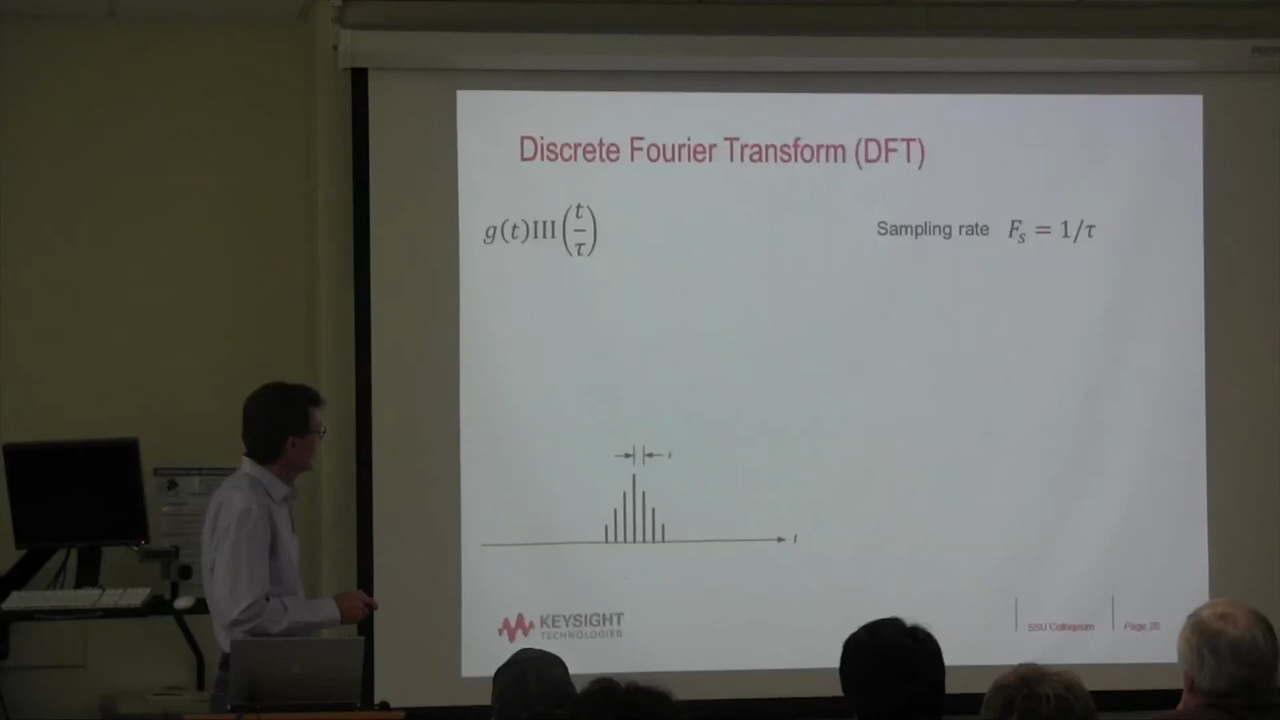 Discrete Fourier Transform (DFT)
g(t)III(t/τ)
Sampling rate F_s = 1/τ
t
KEYSIGHT
TECHNOLOGIES
SSU Colloquium